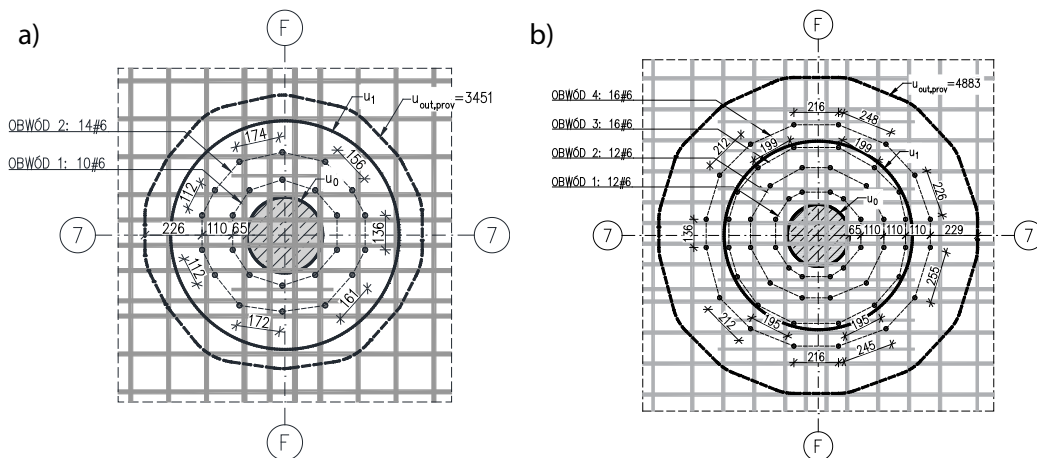 a)
F
u₁
u_out,prov=3451
OBWÓD 2: 14#6
174
156
OBWÓD 1: 10#6
u₀
112
7
226
110
65
136
7
112
161
172
F
b)
F
u_out,prov=4883
OBWÓD 4: 16#6
216
248
OBWÓD 3: 16#6
199
199
u₁
212
OBWÓD 2: 12#6
OBWÓD 1: 12#6
u₀
226
7
136
65
110
110
110
229
7
255
212
195
195
216
245
F